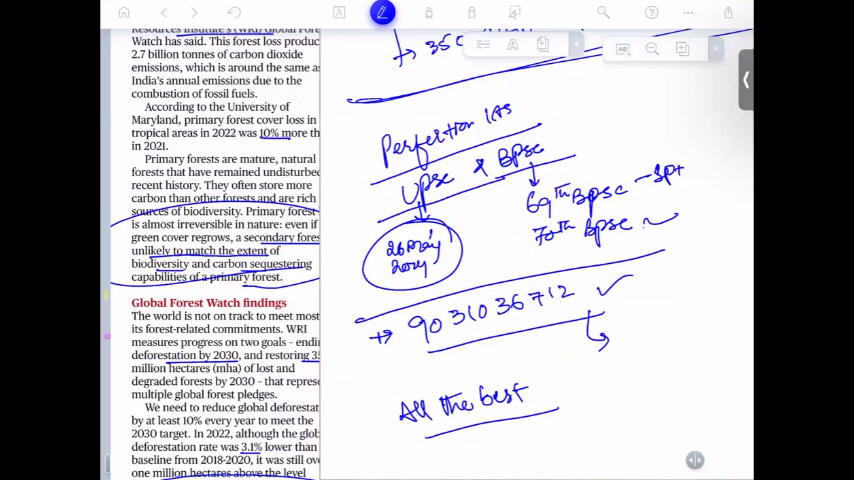 Resources Institute's (WRI) Global Fore
Watch has said. This forest loss produc
2.7 billion tonnes of carbon dioxide
emissions, which is around the same as
India's annual emissions due to the
combustion of fossil fuels.
According to the University of
Maryland, primary forest cover loss in
tropical areas in 2022 was 10% more th
in 2021.
Primary forests are mature, natural
forests that have remained undisturbe
recent history. They often store more
carbon than other forests and are rich
sources of biodiversity. Primary forest
is almost irreversible in nature: even if
green cover regrows, a secondary fores
unlikely to match the extent of
biodiversity and carbon sequestering
capabilities of a primary forest.
Global Forest Watch findings
The world is not on track to meet most
its forest-related commitments. WRI
measures progress on two goals – endin
deforestation by 2030, and restoring 35
million hectares (mha) of lost and
degraded forests by 2030 – that repres
multiple global forest pledges.
We need to reduce global deforestat
by at least 10% every year to meet the
2030 target. In 2022, although the glob
deforestation rate was 3.1% lower than
baseline from 2018-2020, it was still ov
one million hectares above the level
350
Perfection IAS
UPSC & BPSC
69th BPSC - Spt
70th BPSC
26 May
2024
9031036712
All the best